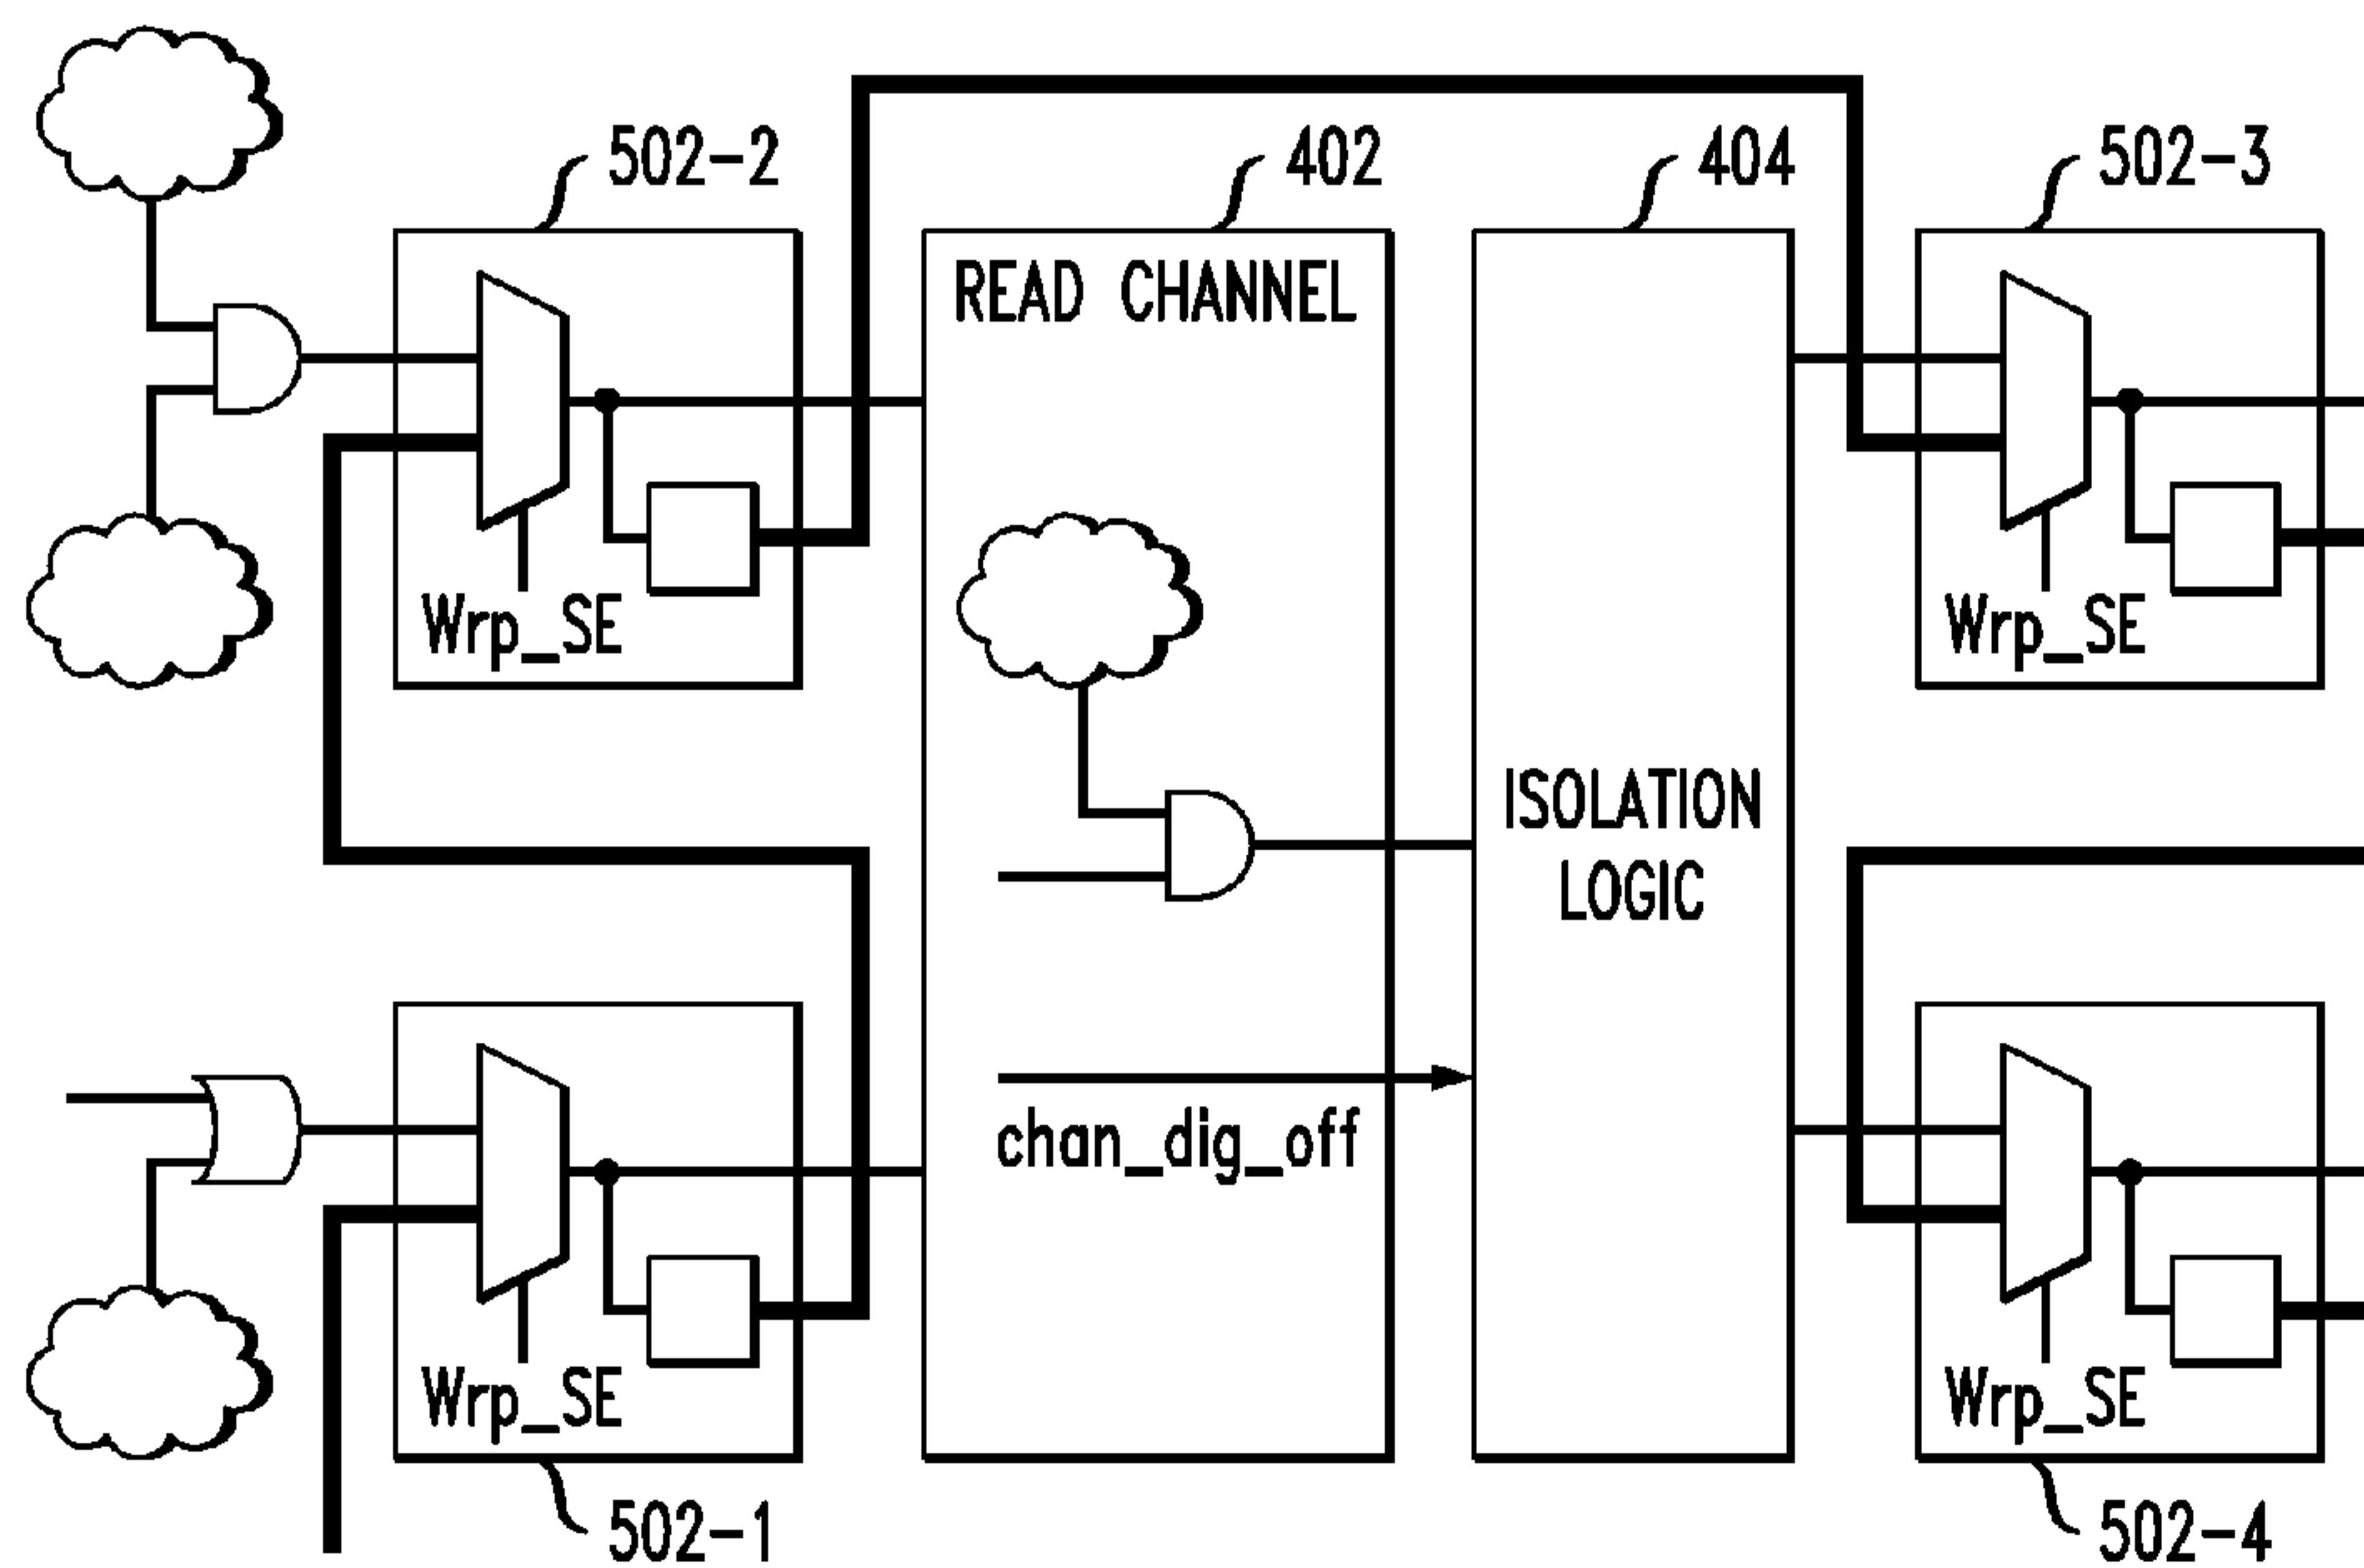 502-2
402
404
502-3
READ CHANNEL
Wrp_SE
Wrp_SE
ISOLATION
LOGIC
chan_dig_off
Wrp_SE
Wrp_SE
502-1
502-4